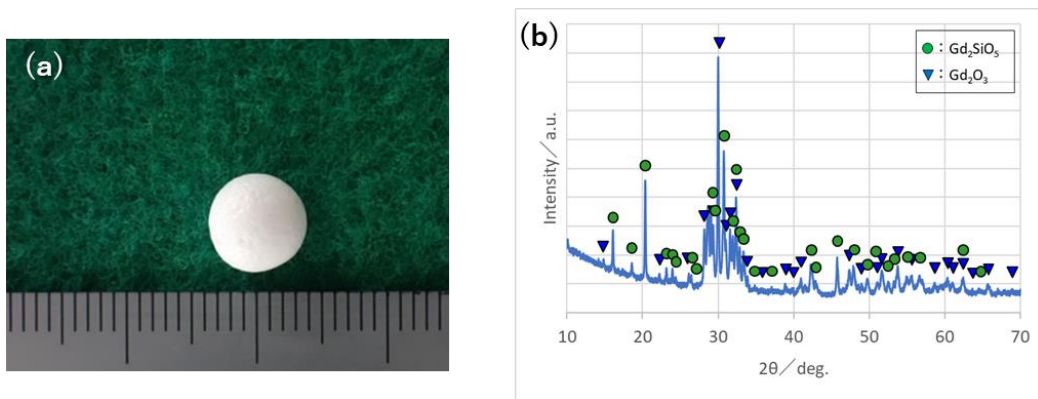 (a)
(b)
●：Gd₂SiO₅
▼：Gd₂O₃
Intensity／a.u.
10 20 30 40 50 60 70
2θ／deg.